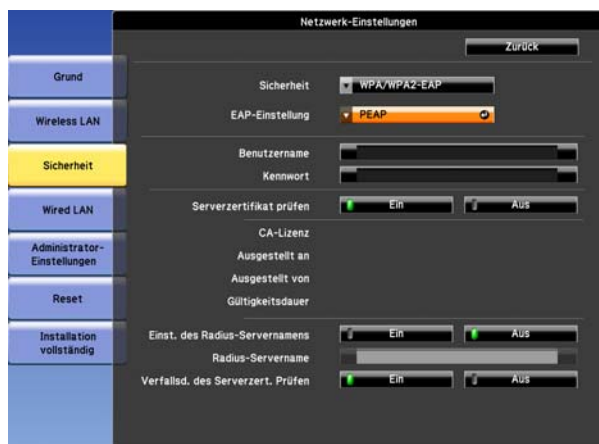 Netzwerk-Einstellungen
Zurück
Grund
Wireless LAN
Sicherheit
Wired LAN
Administrator-
Einstellungen
Reset
Installation
vollständig
Sicherheit WPA/WPA2-EAP
EAP-Einstellung PEAP
Benutzername
Kennwort
Serverzertifikat prüfen Ein Aus
CA-Lizenz
Ausgestellt an
Ausgestellt von
Gültigkeitsdauer
Einst. des Radius-Servernamens Ein Aus
Radius-Servername
Verfallsd. des Serverzert. Prüfen Ein Aus